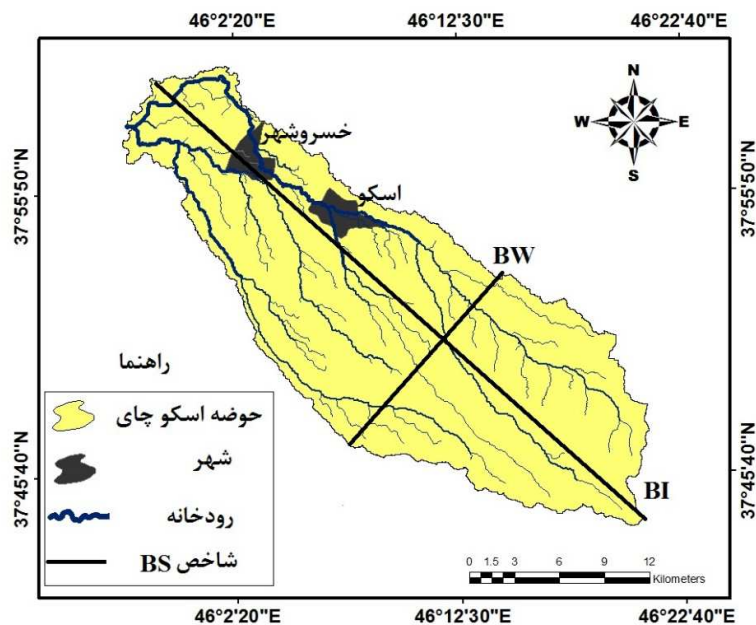 46°2'20"E 46°12'30"E 46°22'40"E
N
W E
S
خسروشهر
اسکو
37°55'50"N 37°55'50"N
BW
راهنما
حوضه اسکو چای
شهر
رودخانه
شاخص BS
37°45'40"N 37°45'40"N
BI
0 1.5 3 6 9 12
Kilometers
46°2'20"E 46°12'30"E 46°22'40"E